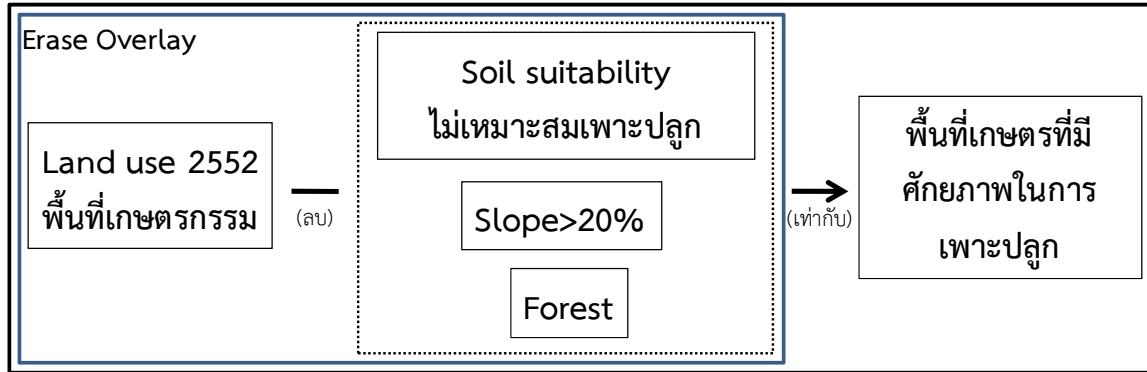 Erase Overlay
Land use 2552
พื้นที่เกษตรกรรม
(ลบ)
Soil suitability
ไม่เหมาะสมเพาะปลูก
Slope>20%
Forest
(เท่ากับ)
พื้นที่เกษตรที่มี
ศักยภาพในการ
เพาะปลูก